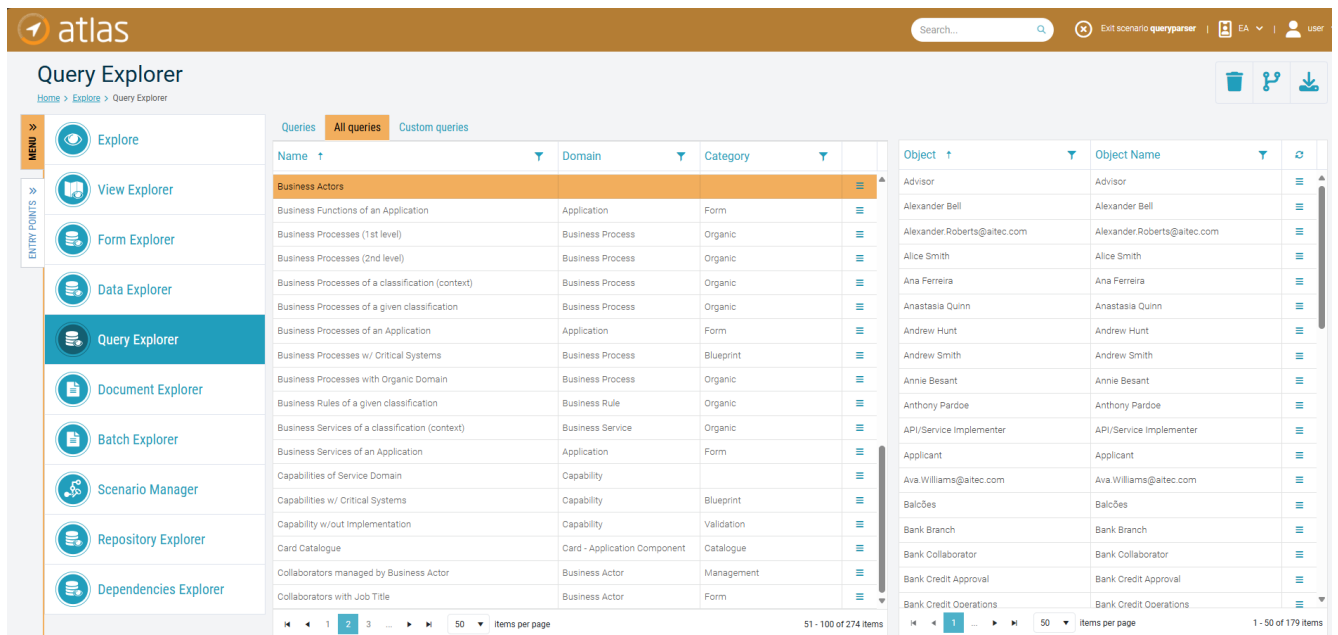 atlas
Search...
Exit scenario queryparser | EA | user
Query Explorer
Home > Explore > Query Explorer
MENU
ENTRY POINTS
Explore
View Explorer
Form Explorer
Data Explorer
Query Explorer
Document Explorer
Batch Explorer
Scenario Manager
Repository Explorer
Dependencies Explorer
Queries All queries Custom queries
Name ↑ Domain Category
Business Actors
Business Functions of an Application Application Form
Business Processes (1st level) Business Process Organic
Business Processes (2nd level) Business Process Organic
Business Processes of a classification (context) Business Process Organic
Business Processes of a given classification Business Process Organic
Business Processes of an Application Application Form
Business Processes w/ Critical Systems Business Process Blueprint
Business Processes with Organic Domain Business Process Organic
Business Rules of a given classification Business Rule Organic
Business Services of a classification (context) Business Service Organic
Business Services of an Application Application Form
Capabilities of Service Domain Capability
Capabilities w/ Critical Systems Capability Blueprint
Capability w/out Implementation Capability Validation
Card Catalogue Card - Application Component Catalogue
Collaborators managed by Business Actor Business Actor Management
Collaborators with Job Title Business Actor Form
1 2 3 ... 50 items per page 51 - 100 of 274 items
Object ↑ Object Name
Advisor Advisor
Alexander Bell Alexander Bell
Alexander.Roberts@aitec.com Alexander.Roberts@aitec.com
Alice Smith Alice Smith
Ana Ferreira Ana Ferreira
Anastasia Quinn Anastasia Quinn
Andrew Hunt Andrew Hunt
Andrew Smith Andrew Smith
Annie Besant Annie Besant
Anthony Pardoe Anthony Pardoe
API/Service Implementer API/Service Implementer
Applicant Applicant
Ava.Williams@aitec.com Ava.Williams@aitec.com
Balcões Balcões
Bank Branch Bank Branch
Bank Collaborator Bank Collaborator
Bank Credit Approval Bank Credit Approval
Bank Credit Operations Bank Credit Operations
1 ... 50 items per page 1 - 50 of 179 items